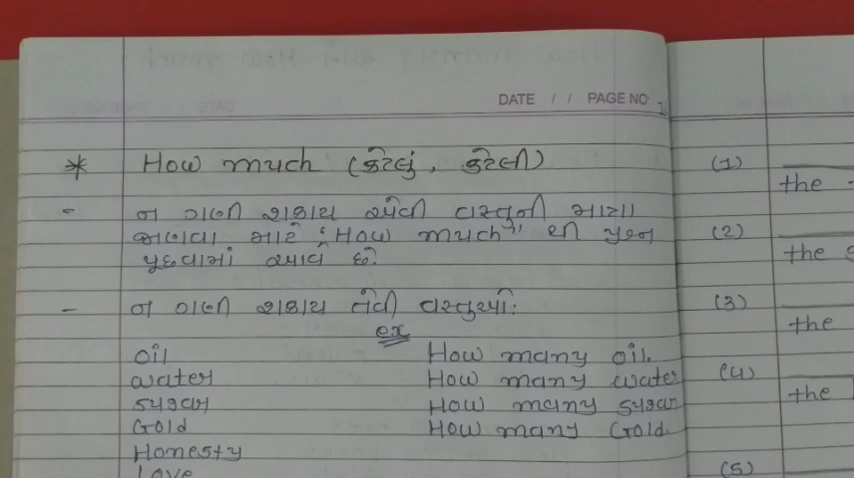 DATE / / PAGE NO
* How much (કેટલું, કેટલી)
(1)
the
- ન ગણી શકાય એવી વસ્તુની માત્રા
જાણવા માટે "How much" થી પ્રશ્ન
(2)
પૂછવામાં આવે છે.
the
- ન ગણી શકાય તેવી વસ્તુઓ:
(3)
ex
the
oil How many oil.
water How many water
(4)
sugar How many sugar
the
Gold How many Gold
Honesty
Love
(5)